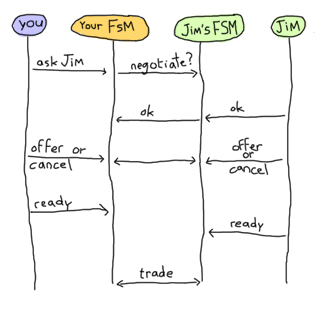 you
Your FSM
Jim's FSM
Jim
ask Jim
negotiate?
ok
ok
offer or
cancel
offer
or
cancel
ready
ready
trade